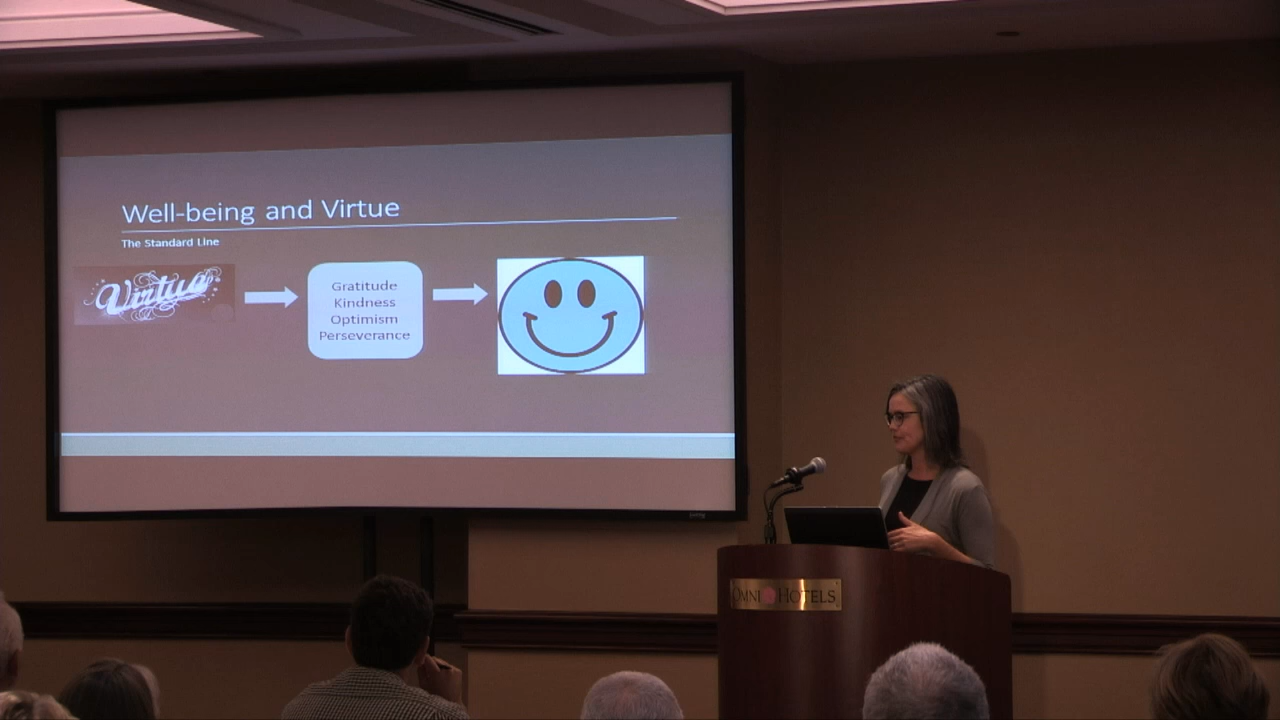 Well-being and Virtue
The Standard Line
Virtue
Gratitude
Kindness
Optimism
Perseverance
OMNI HOTELS